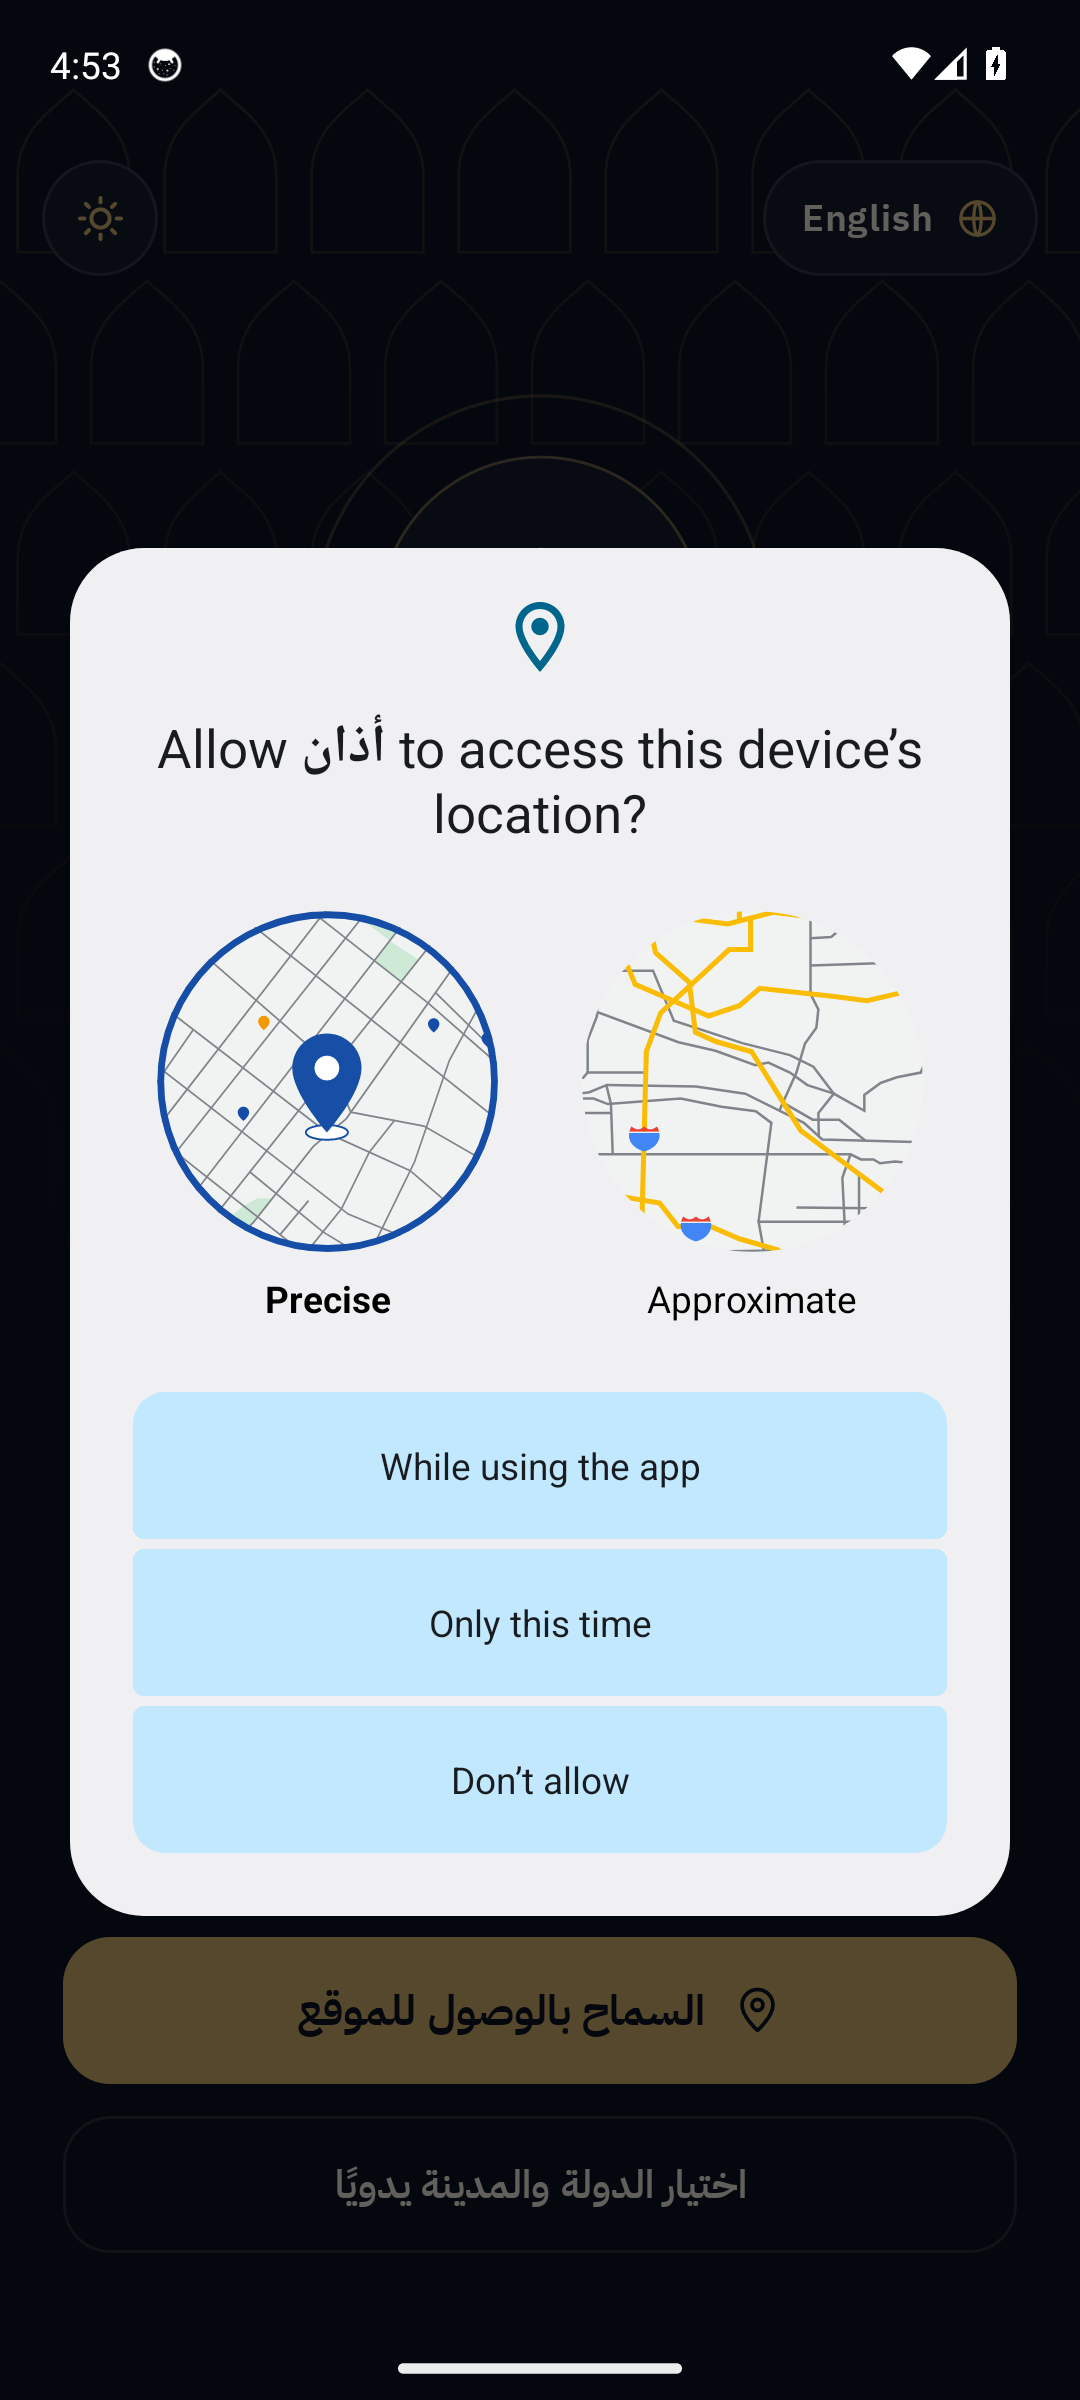 4:53
English
Allow أذان to access this device’s
location?
Precise
Approximate
While using the app
Only this time
Don’t allow
السماح بالوصول للموقع
اختيار الدولة والمدينة يدويًا